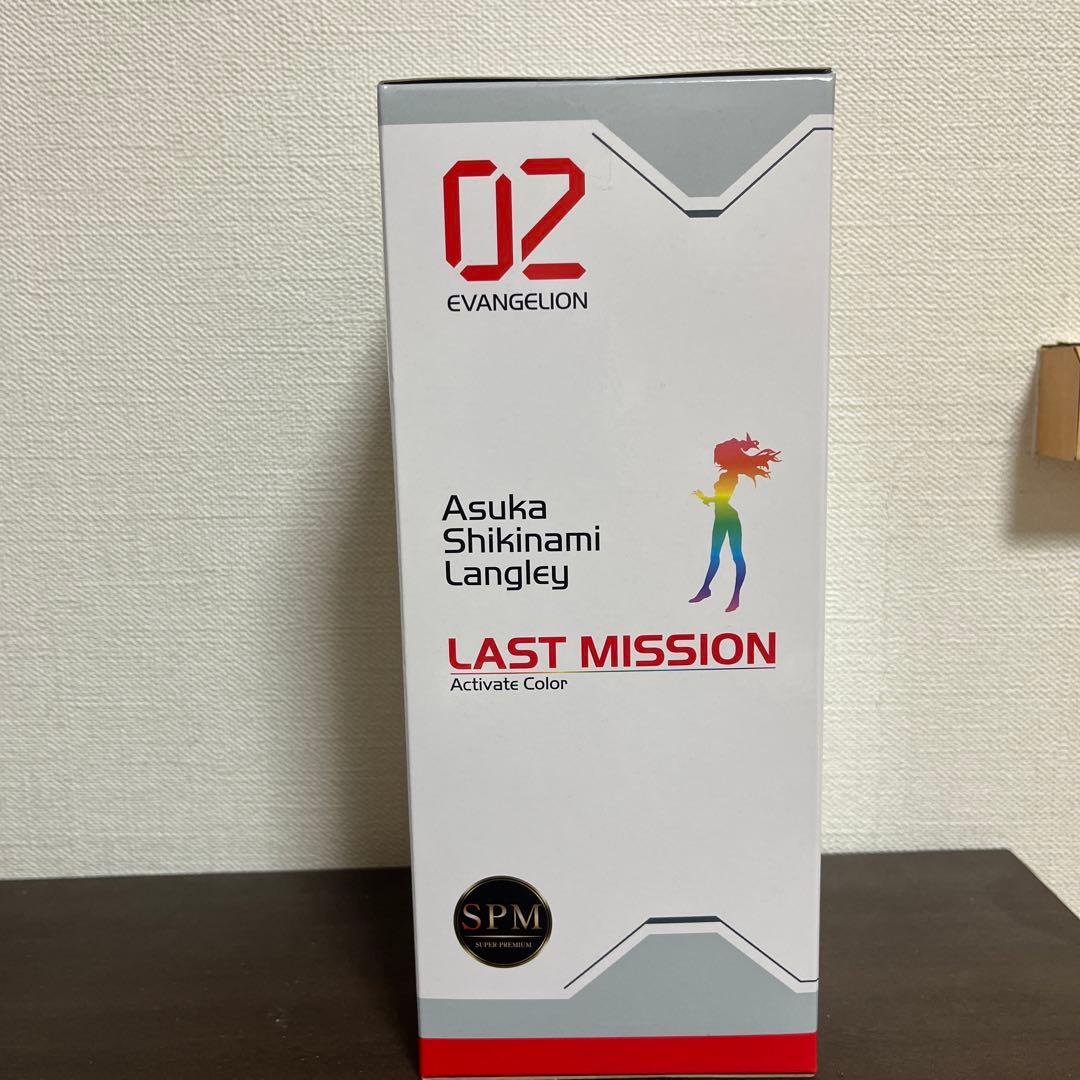 02
EVANGELION
Asuka
Shikinami
Langley
LAST MISSION
Activate Color
SPM
SUPER PREMIUM